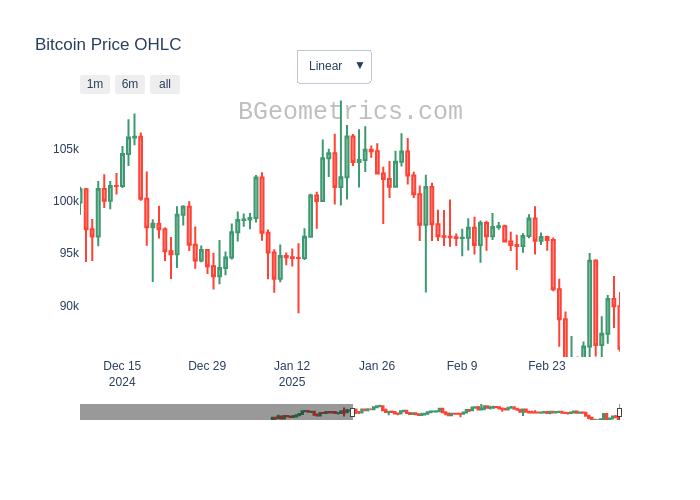 Bitcoin Price OHLC
Linear ▼
1m 6m all
BGeometrics.com
105k
100k
95k
90k
Dec 15 Dec 29 Jan 12 Jan 26 Feb 9 Feb 23
2024 2025